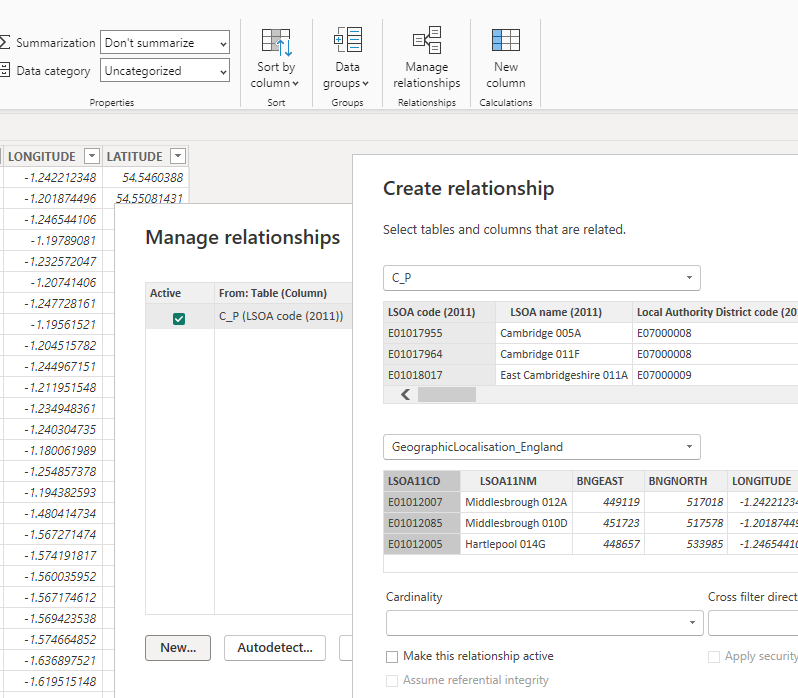 Summarization Don't summarize
Data category Uncategorized
Properties
Sort by
column
Sort
Data
groups
Groups
Manage
relationships
Relationships
New
column
Calculations
LONGITUDE LATITUDE
-1.242212348 54.5460388
-1.201874496 54.55081431
-1.246544106
-1.19789081
-1.232572047
-1.20741406
-1.247728161
-1.19561521
-1.204515782
-1.244967151
-1.211951548
-1.234948361
-1.240304735
-1.180061989
-1.254857378
-1.194382593
-1.480414734
-1.567271474
-1.574191817
-1.560035952
-1.567174612
-1.569423538
-1.574664852
-1.636897521
-1.619515148
Manage relationships
Active From: Table (Column)
C_P (LSOA code (2011))
New... Autodetect...
Create relationship
Select tables and columns that are related.
C_P
LSOA code (2011) LSOA name (2011) Local Authority District code (20
E01017955 Cambridge 005A E07000008
E01017964 Cambridge 011F E07000008
E01018017 East Cambridgeshire 011A E07000009
GeographicLocalisation_England
LSOA11CD LSOA11NM BNGEAST BNGNORTH LONGITUDE
E01012007 Middlesbrough 012A 449119 517018 -1.2422123
E01012085 Middlesbrough 010D 451723 517578 -1.2018744
E01012005 Hartlepool 014G 448657 533985 -1.2465441
Cardinality Cross filter direct
Make this relationship active Apply security
Assume referential integrity